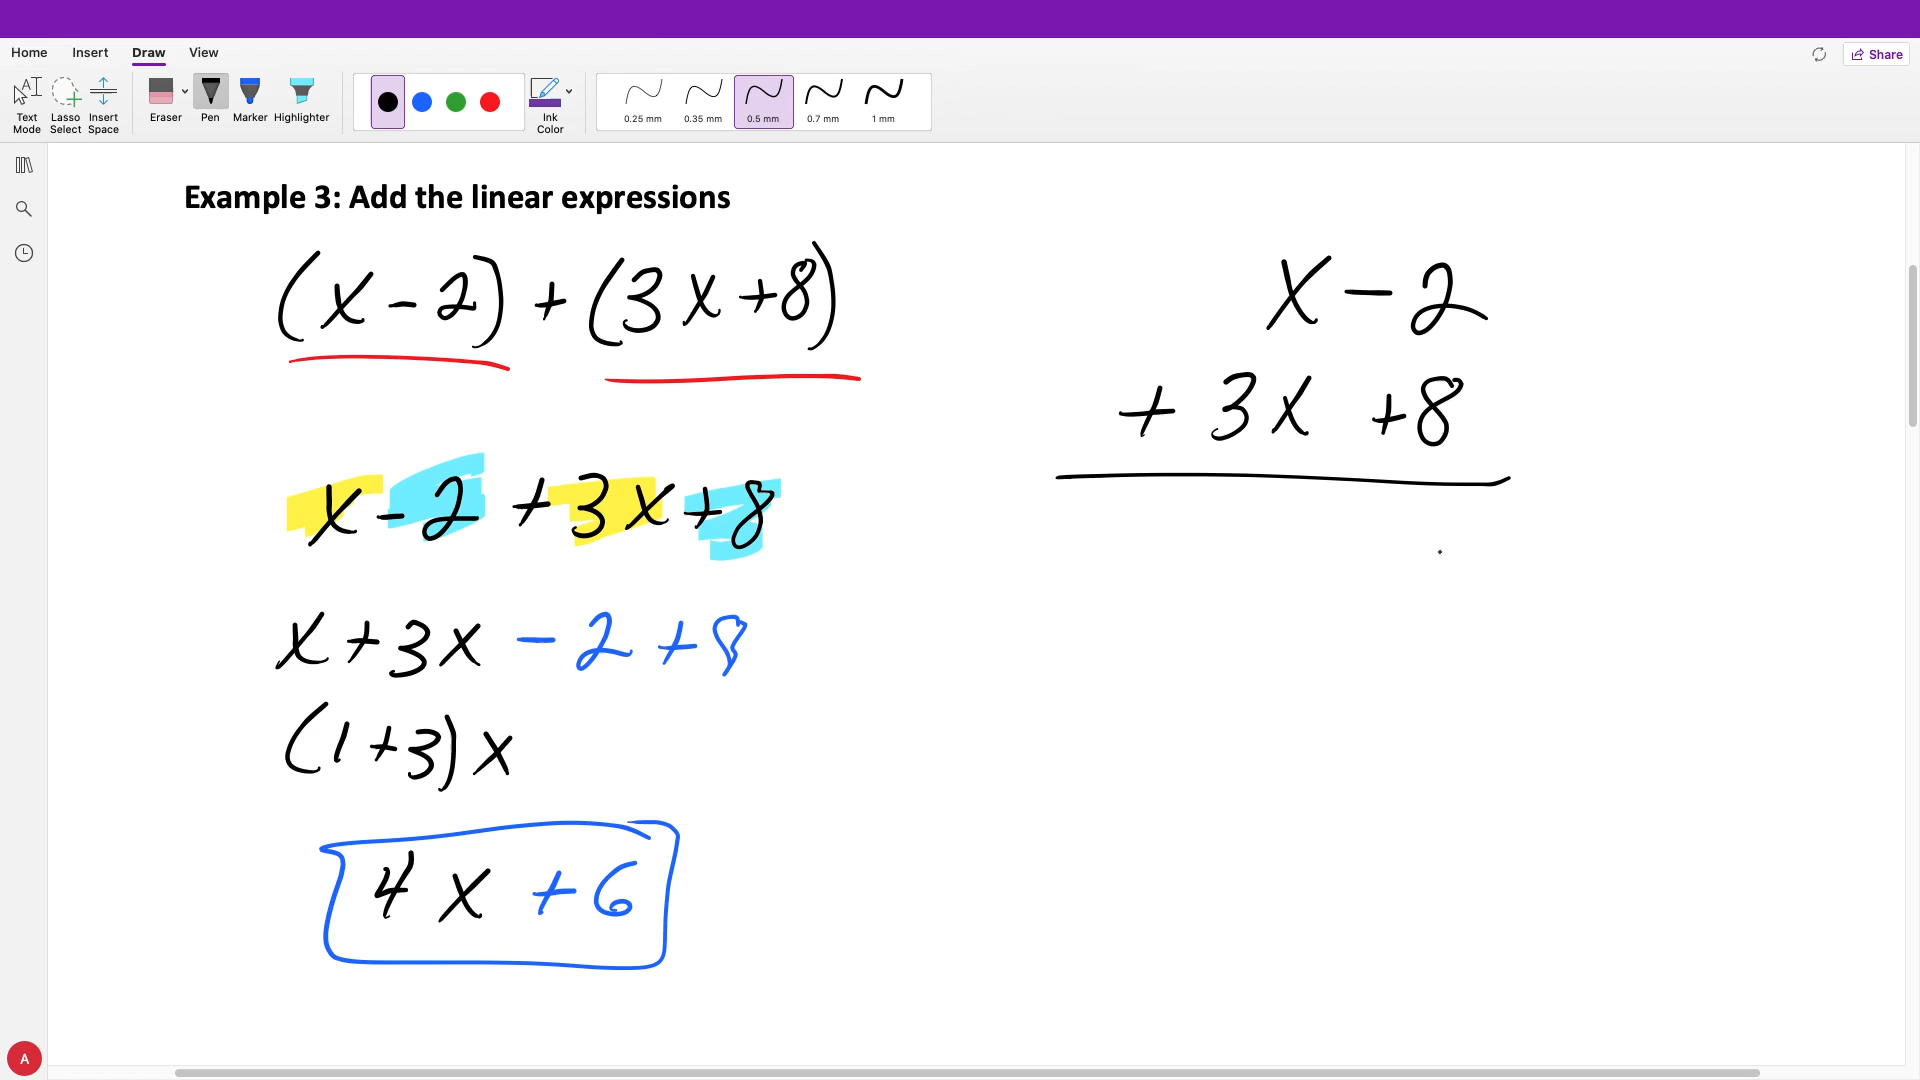 Home Insert Draw View
Share
Text Mode
Lasso Select
Insert Space
Eraser
Pen
Marker
Highlighter
Ink Color
0.25 mm
0.35 mm
0.5 mm
0.7 mm
1 mm
Example 3: Add the linear expressions
(x - 2) + (3x + 8)
x - 2 + 3x + 8
x + 3x - 2 + 8
(1 + 3) x
4x + 6
x - 2
+ 3x + 8
A